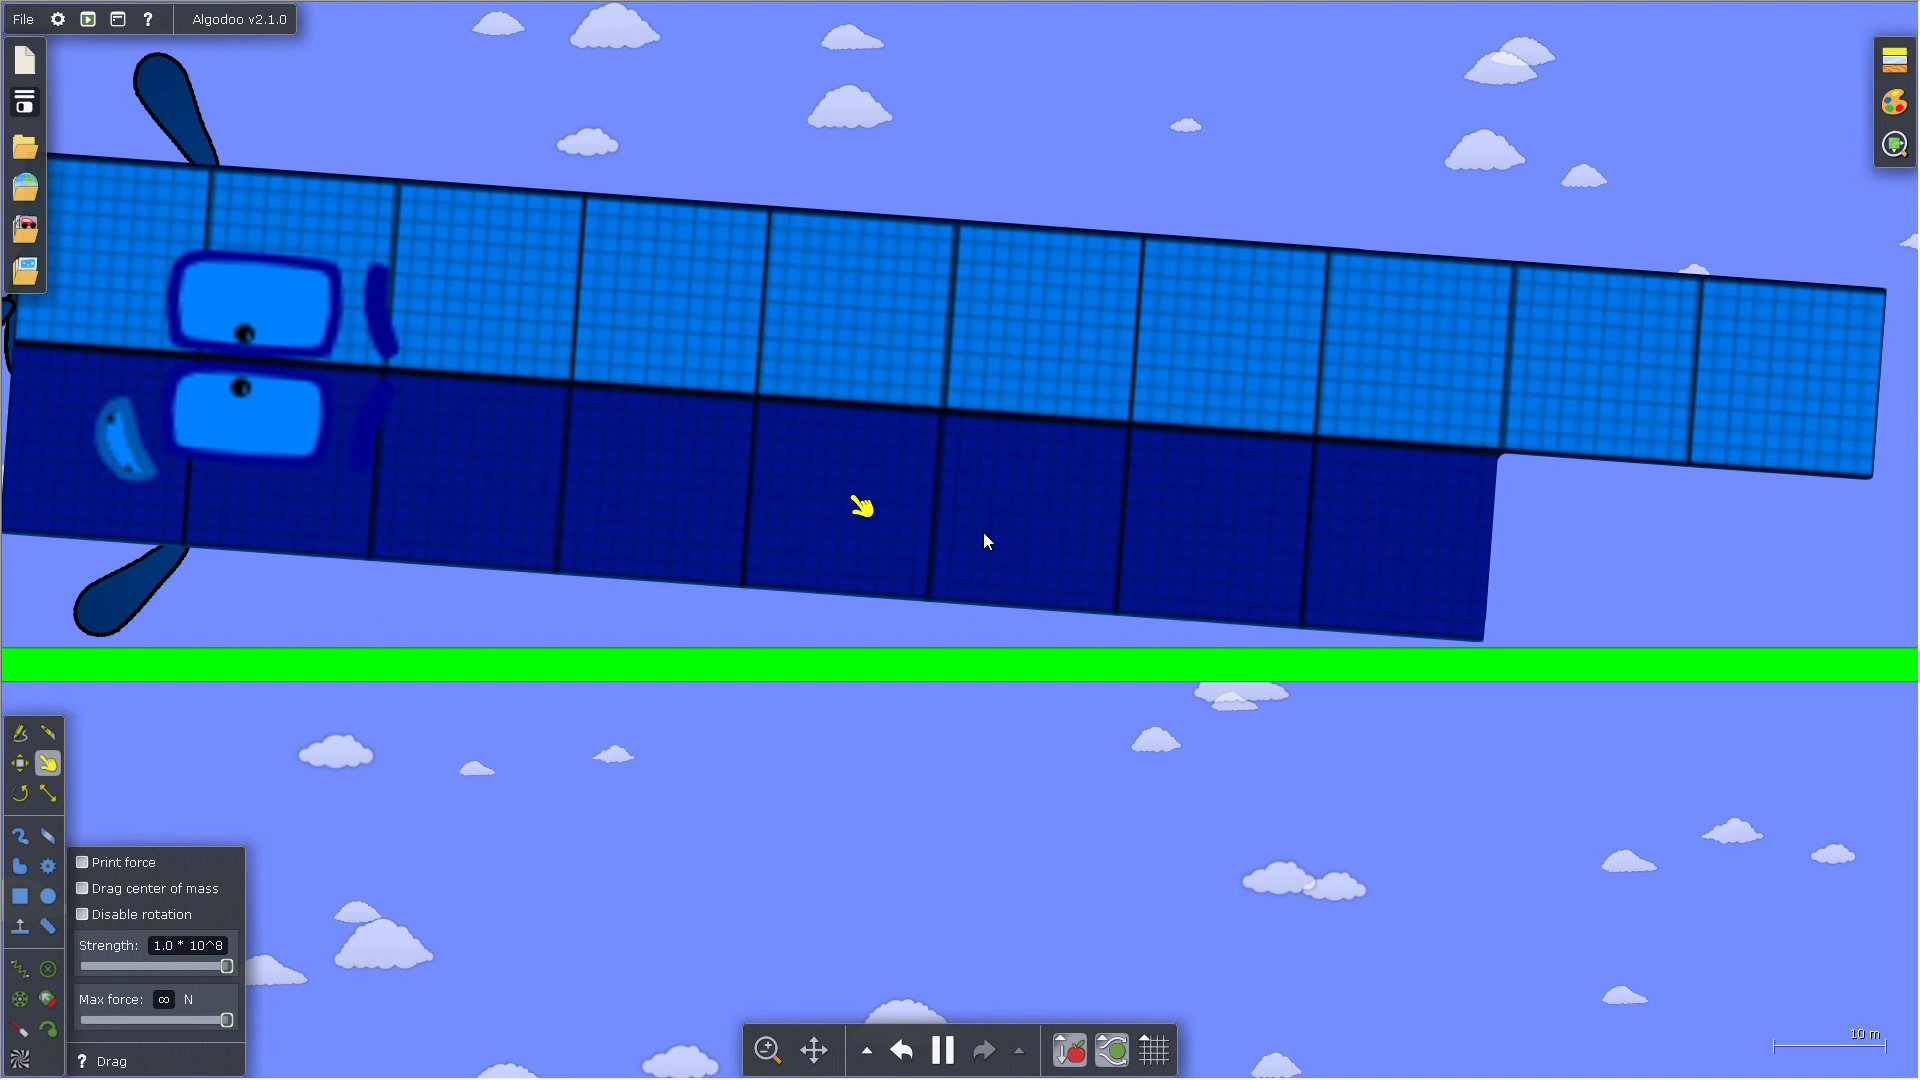 File ? Algodoo v2.1.0
Print force
Drag center of mass
Disable rotation
Strength: 1.0 * 10^8
Max force: ∞ N
? Drag
10 m